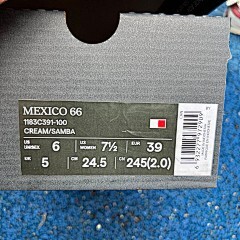 MEXICO 66
1183C391-100
CREAM/SAMBA
US UNISEX 6 US WOMEN 7½ EUR 39
UK 5 CM 24.5 CN 245(2.0)